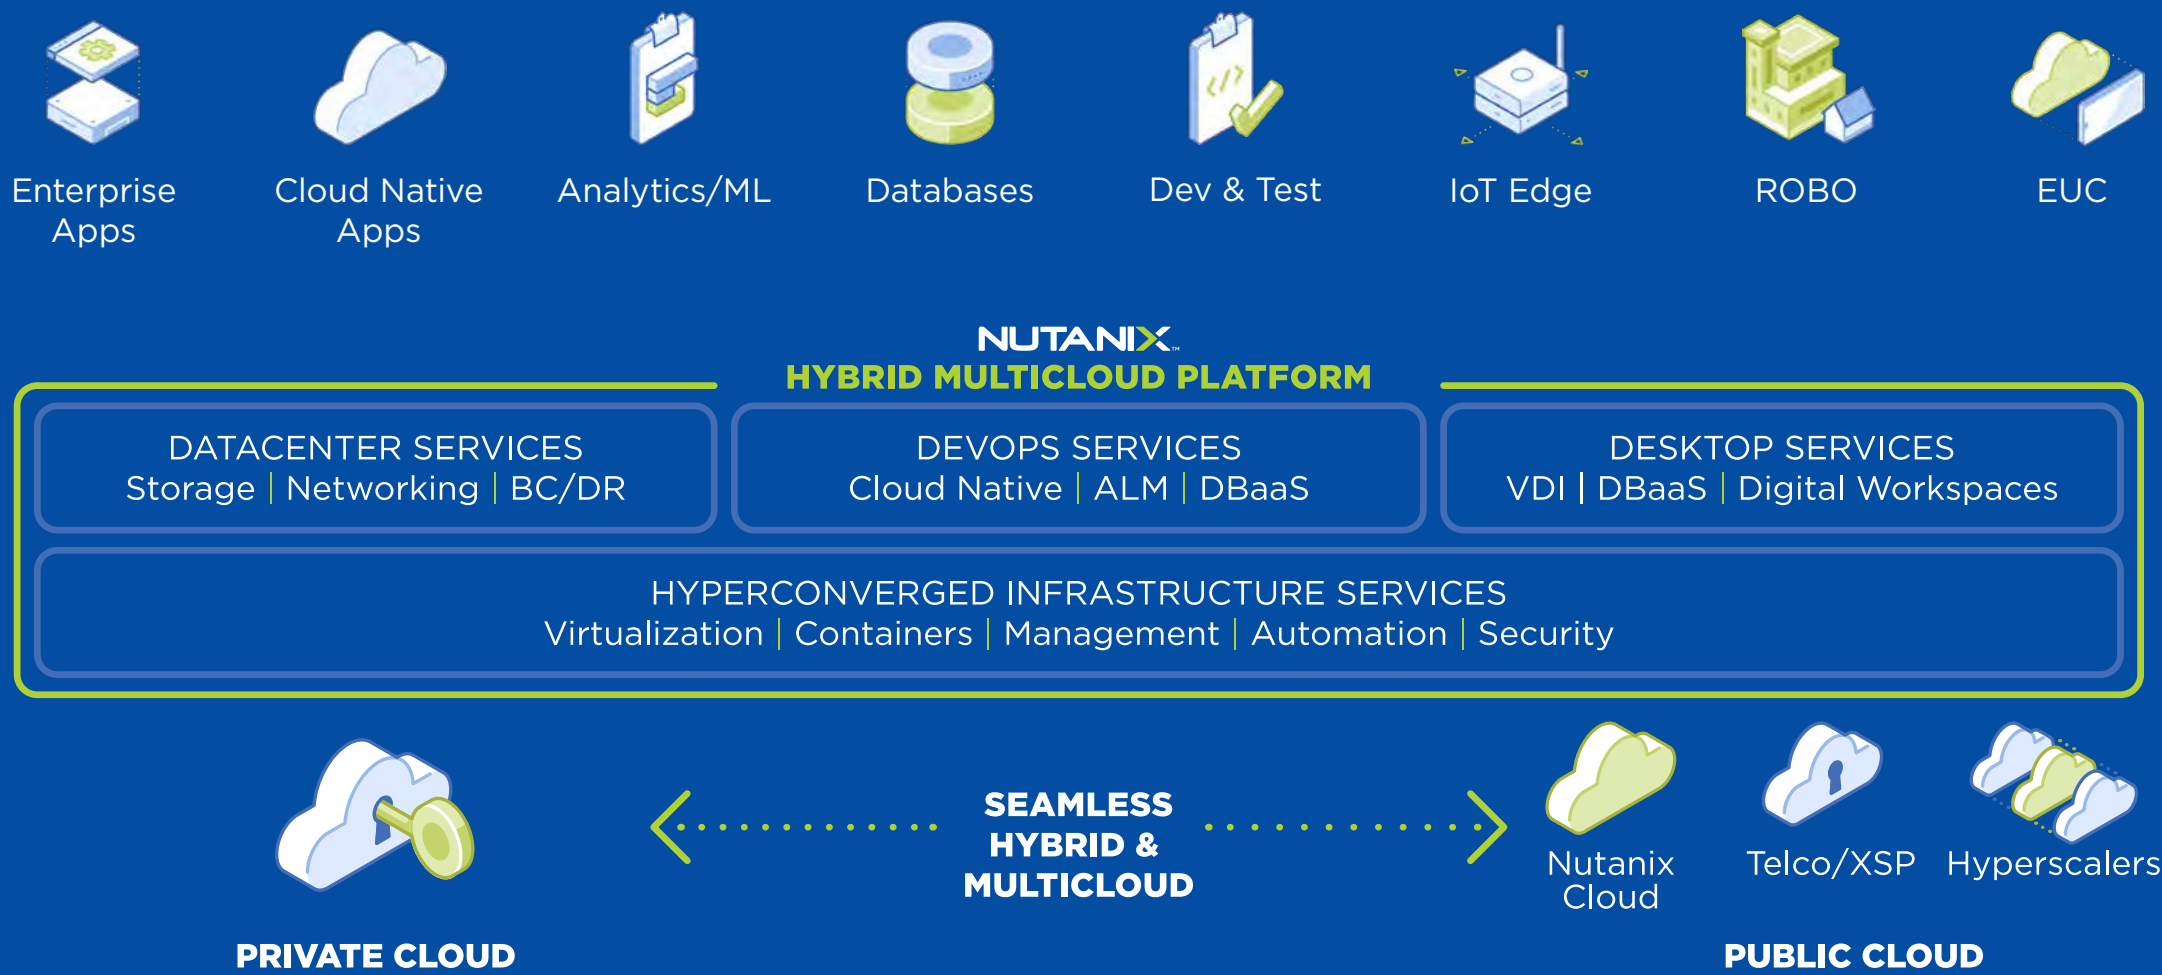 Enterprise
Apps
Cloud Native
Apps
Analytics/ML
Databases
Dev & Test
IoT Edge
ROBO
EUC
NUTANIX™
HYBRID MULTICLOUD PLATFORM
DATACENTER SERVICES
Storage | Networking | BC/DR
DEVOPS SERVICES
Cloud Native | ALM | DBaaS
DESKTOP SERVICES
VDI | DBaaS | Digital Workspaces
HYPERCONVERGED INFRASTRUCTURE SERVICES
Virtualization | Containers | Management | Automation | Security
SEAMLESS
HYBRID &
MULTICLOUD
Nutanix
Cloud
Telco/XSP
Hyperscalers
PRIVATE CLOUD
PUBLIC CLOUD